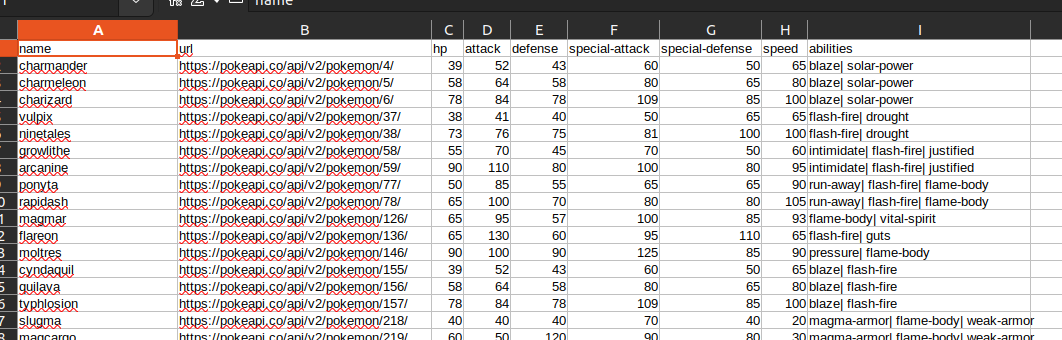 name
A B C D E F G H I
name url hp attack defense special-attack special-defense speed abilities
charmander https://pokeapi.co/api/v2/pokemon/4/ 39 52 43 60 50 65 blaze| solar-power
charmeleon https://pokeapi.co/api/v2/pokemon/5/ 58 64 58 80 65 80 blaze| solar-power
charizard https://pokeapi.co/api/v2/pokemon/6/ 78 84 78 109 85 100 blaze| solar-power
vulpix https://pokeapi.co/api/v2/pokemon/37/ 38 41 40 50 65 65 flash-fire| drought
ninetales https://pokeapi.co/api/v2/pokemon/38/ 73 76 75 81 100 100 flash-fire| drought
growlithe https://pokeapi.co/api/v2/pokemon/58/ 55 70 45 70 50 60 intimidate| flash-fire| justified
arcanine https://pokeapi.co/api/v2/pokemon/59/ 90 110 80 100 80 95 intimidate| flash-fire| justified
ponyta https://pokeapi.co/api/v2/pokemon/77/ 50 85 55 65 65 90 run-away| flash-fire| flame-body
rapidash https://pokeapi.co/api/v2/pokemon/78/ 65 100 70 80 80 105 run-away| flash-fire| flame-body
magmar https://pokeapi.co/api/v2/pokemon/126/ 65 95 57 100 85 93 flame-body| vital-spirit
flareon https://pokeapi.co/api/v2/pokemon/136/ 65 130 60 95 110 65 flash-fire| guts
moltres https://pokeapi.co/api/v2/pokemon/146/ 90 100 90 125 85 90 pressure| flame-body
cyndaquil https://pokeapi.co/api/v2/pokemon/155/ 39 52 43 60 50 65 blaze| flash-fire
quilava https://pokeapi.co/api/v2/pokemon/156/ 58 64 58 80 65 80 blaze| flash-fire
typhlosion https://pokeapi.co/api/v2/pokemon/157/ 78 84 78 109 85 100 blaze| flash-fire
slugma https://pokeapi.co/api/v2/pokemon/218/ 40 40 40 70 40 20 magma-armor| flame-body| weak-armor
magcargo https://pokeapi.co/api/v2/pokemon/219/ 60 50 120 90 80 30 magma-armor| flame-body| weak-armor